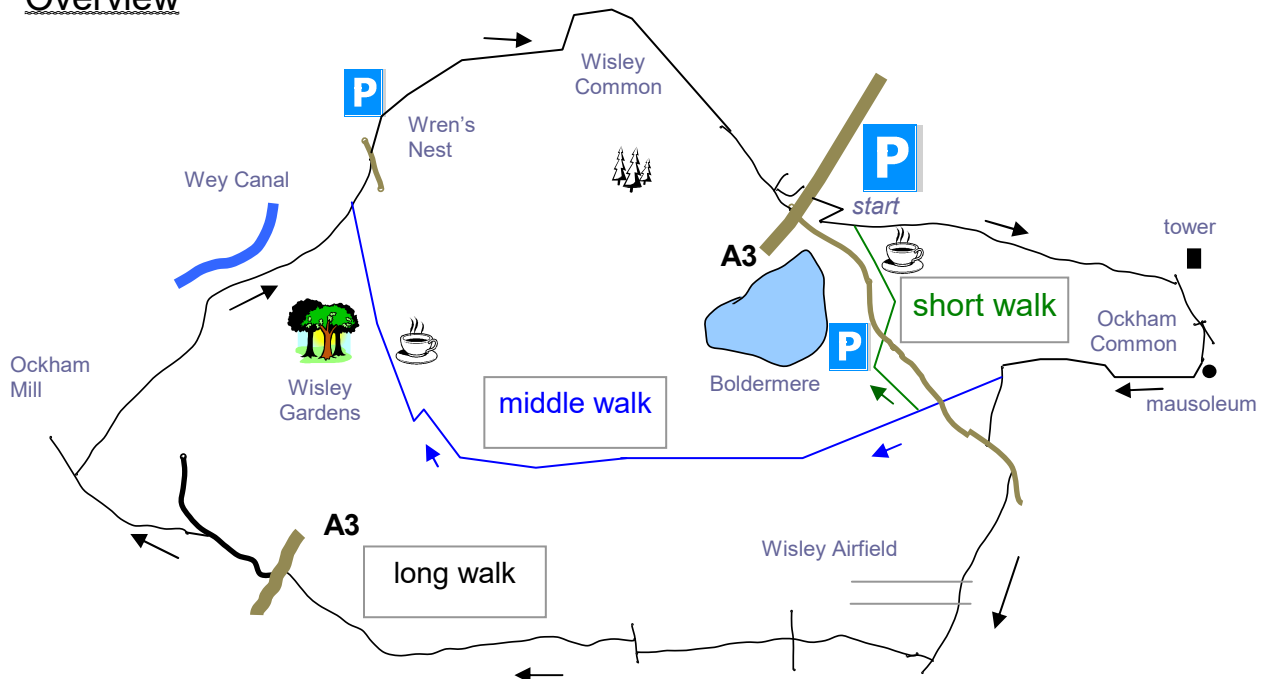 Overview
P
Wisley
Common
Wren's
Nest
P
Wey Canal
start
tower
A3
short walk
Ockham
Common
P
Ockham
Mill
Wisley
Gardens
Boldermere
middle walk
mausoleum
A3
Wisley Airfield
long walk